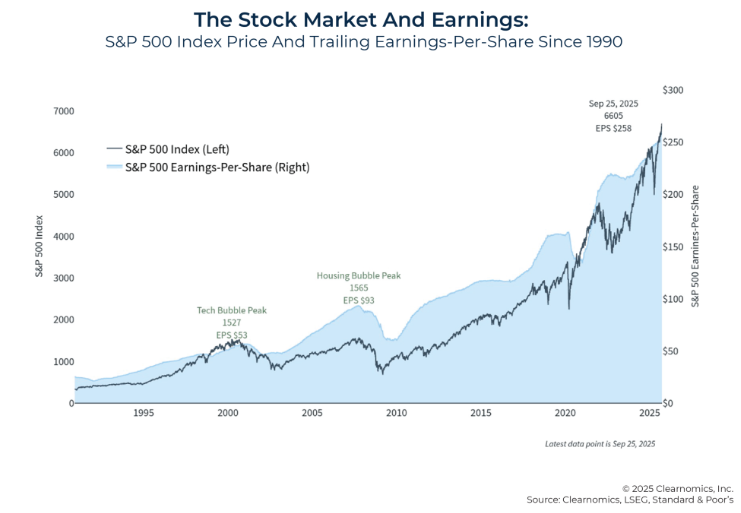 The Stock Market And Earnings:
S&P 500 Index Price And Trailing Earnings-Per-Share Since 1990
$300
Sep 25, 2025
7000
6605
EPS $258
S&P 500 Index (Left)
$250
6000
S&P 500 Earnings-Per-Share (Right)
5000
$200
S&P 500 Index
S&P 500 Earnings-Per-Share
4000
$150
3000
Housing Bubble Peak
1565
EPS $93
$100
Tech Bubble Peak
1527
EPS $53
2000
$50
1000
0
$0
1995
2000
2005
2010
2015
2020
2025
Latest data point is Sep 25, 2025
© 2025 Clearnomics, Inc.
Source: Clearnomics, LSEG, Standard & Poor's